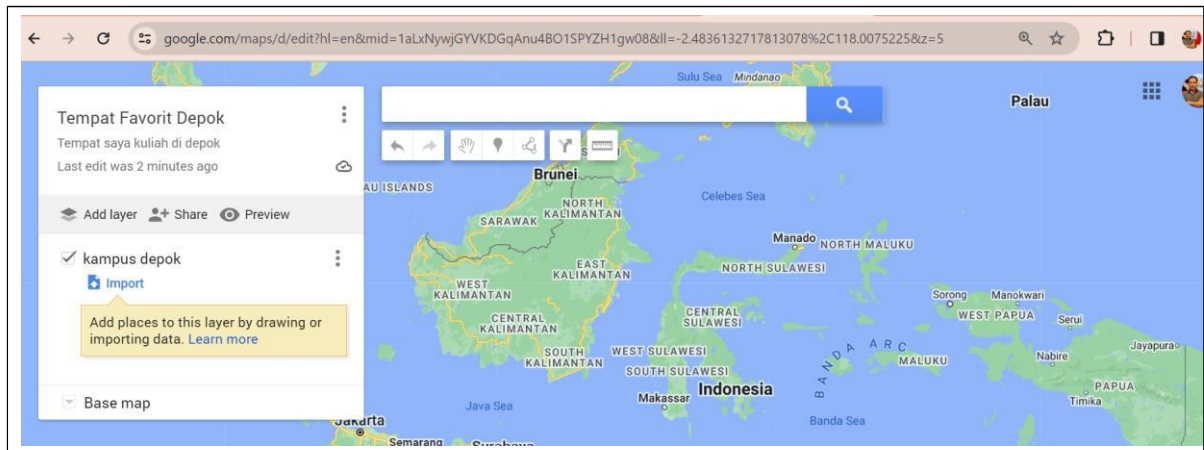 google.com/maps/d/edit?hl=en&mid=1aLxNywjGYVKDGqAnu4BO1SPYZH1gw08&ll=-2.4836132717813078%2C118.0075225&z=5
Tempat Favorit Depok
Tempat saya kuliah di depok
Last edit was 2 minutes ago
Add layer Share Preview
kampus depok
Import
Add places to this layer by drawing or
importing data. Learn more
Base map
Sulu Sea
Mindanao
Palau
AU ISLANDS
Brunei
NORTH
KALIMANTAN
SARAWAK
Celebes Sea
Manado
NORTH MALUKU
EAST
KALIMANTAN
NORTH SULAWESI
WEST
KALIMANTAN
CENTRAL
KALIMANTAN
CENTRAL
SULAWESI
Sorong
Manokwari
WEST PAPUA
Serui
SOUTH
KALIMANTAN
WEST SULAWESI
SOUTH SULAWESI
BANDA ARC
MALUKU
Nabire
Jayapura
Makassar
Indonesia
PAPUA
Timika
Java Sea
Banda Sea
Jakarta
Semarang
Surabaya